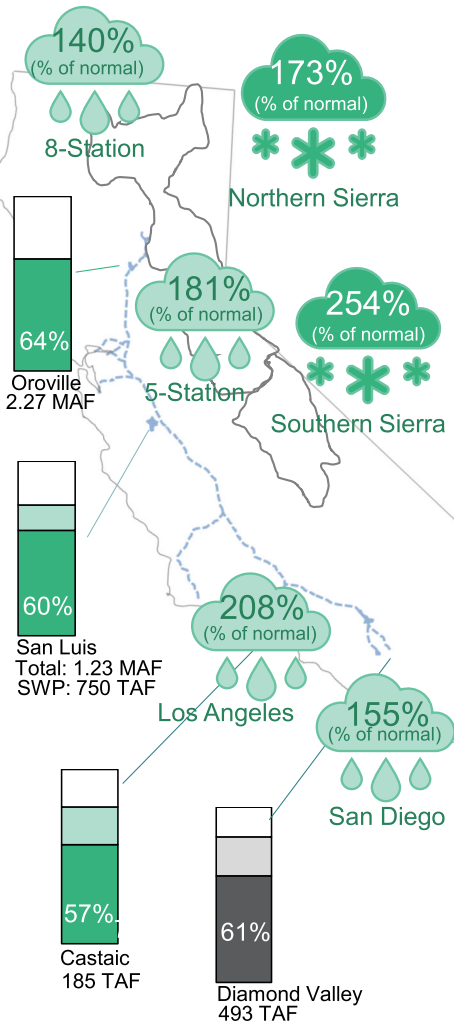 140%
(% of normal)
8-Station
173%
(% of normal)
Northern Sierra
64%
Oroville
2.27 MAF
181%
(% of normal)
5-Station
254%
(% of normal)
Southern Sierra
60%
San Luis
Total: 1.23 MAF
SWP: 750 TAF
208%
(% of normal)
Los Angeles
155%
(% of normal)
San Diego
57%
Castaic
185 TAF
61%
Diamond Valley
493 TAF